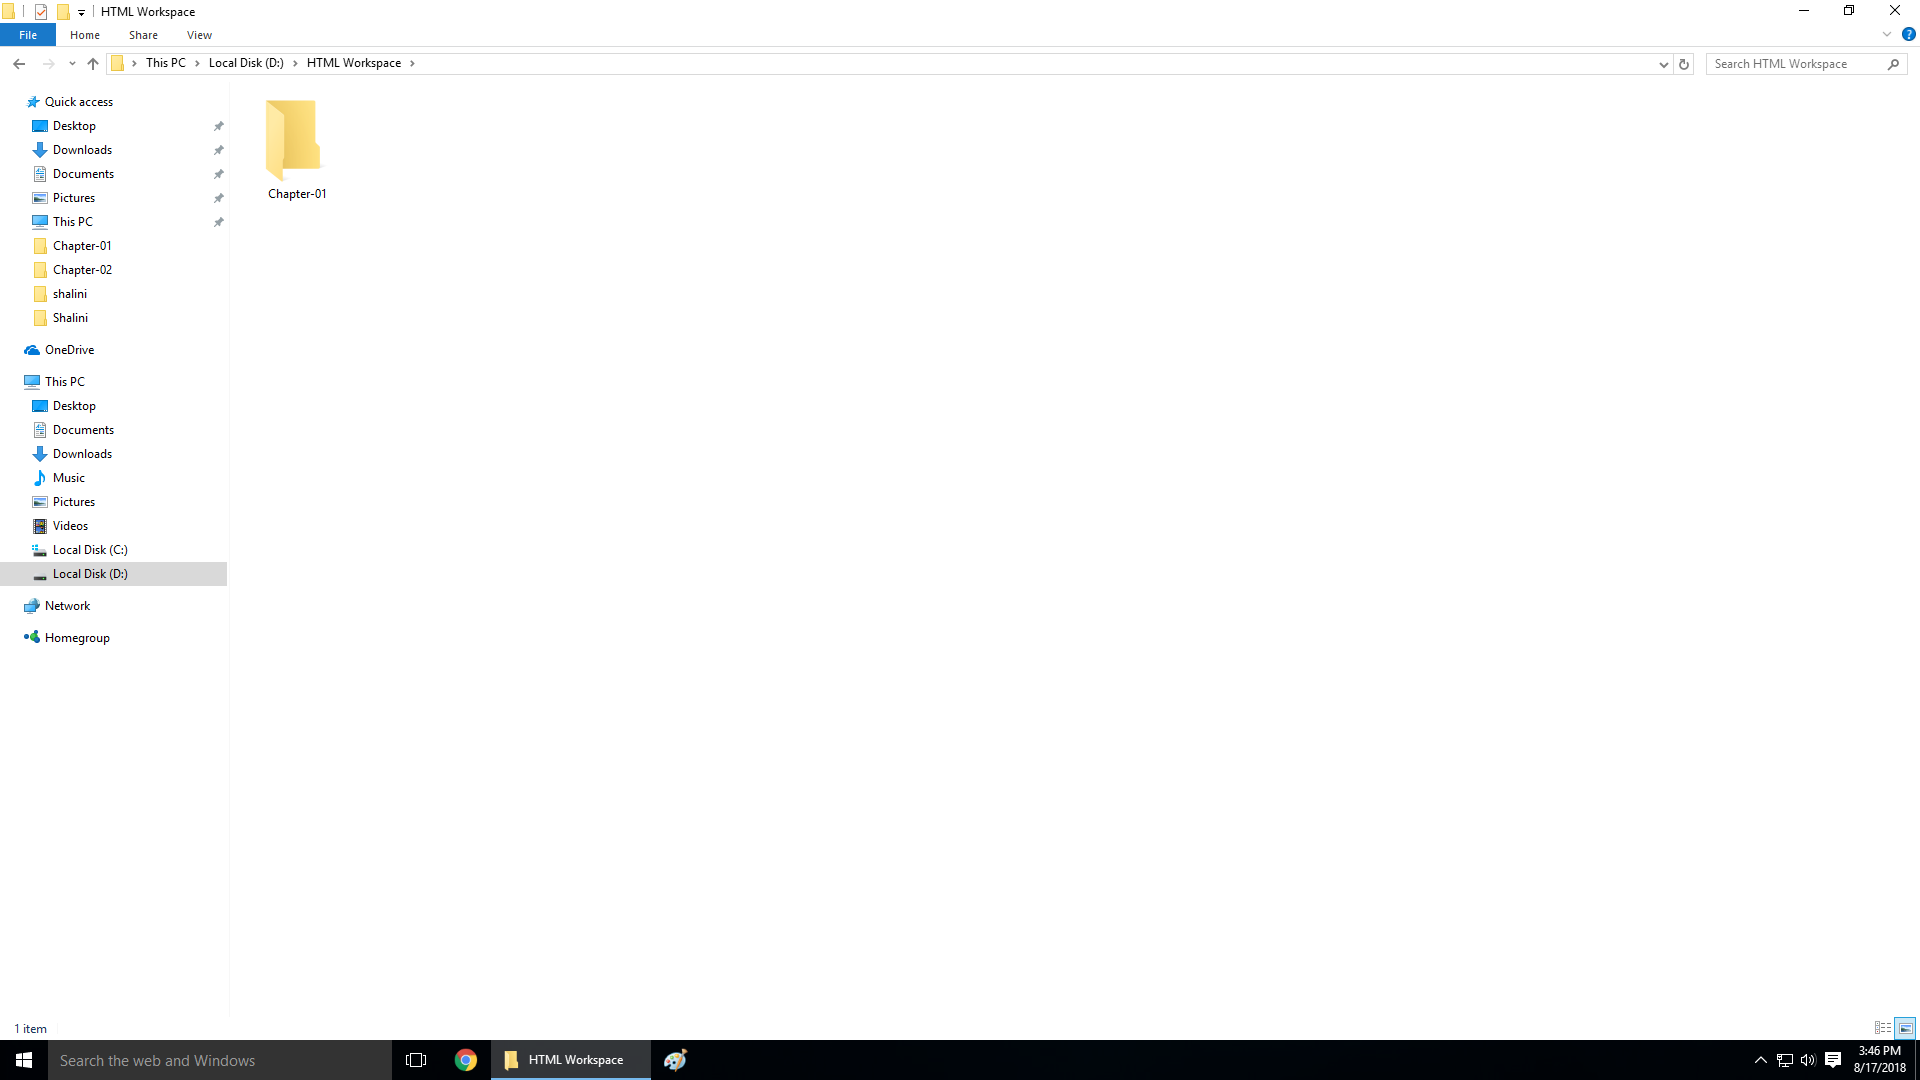 HTML Workspace
File Home Share View
This PC Local Disk (D:) HTML Workspace
Search HTML Workspace
Quick access
Desktop
Downloads
Documents
Pictures
This PC
Chapter-01
Chapter-02
shalini
Shalini
OneDrive
This PC
Desktop
Documents
Downloads
Music
Pictures
Videos
Local Disk (C:)
Local Disk (D:)
Network
Homegroup
Chapter-01
1 item
Search the web and Windows
HTML Workspace
3:46 PM
8/17/2018